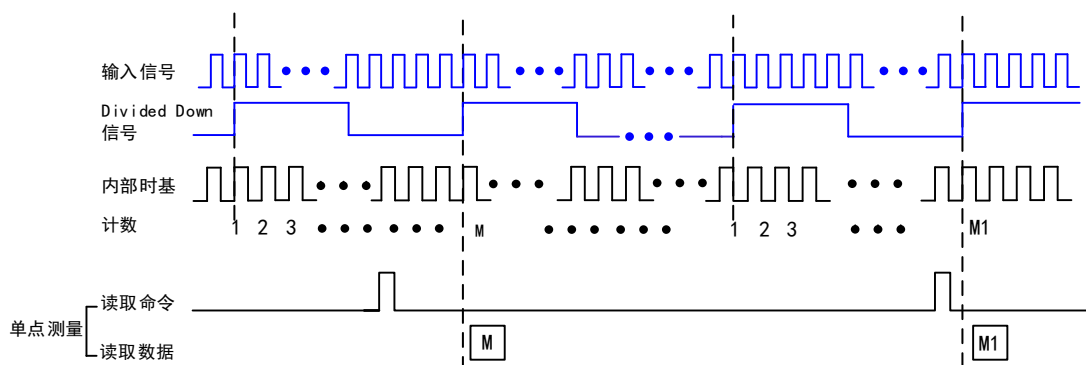 输入信号
Divided Down
信号
内部时基
计数 1 2 3 M 1 2 3 M1
读取命令
单点测量
读取数据 M M1